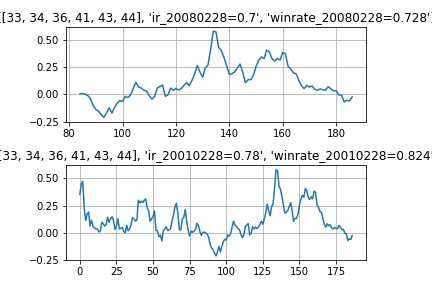 [33, 34, 36, 41, 43, 44], 'ir_20080228=0.7', 'winrate_20080228=0.728'
0.50
0.25
0.00
−0.25
80 100 120 140 160 180
[33, 34, 36, 41, 43, 44], 'ir_20010228=0.78', 'winrate_20010228=0.824'
0.50
0.25
0.00
−0.25
0 25 50 75 100 125 150 175